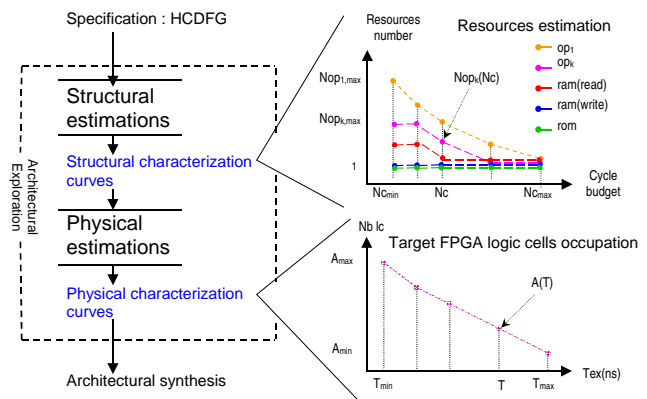 Specification : HCDFG
Structural
estimations
Structural characterization
curves
Physical
estimations
Physical characterization
curves
Architectural synthesis
Architectural
Exploration
Resources
number
Resources estimation
op1
opk
ram(read)
ram(write)
rom
Nop1,max
Nopk,max
1
Nopk(Nc)
Ncmin
Nc
Ncmax
Cycle
budget
Nb lc
Target FPGA logic cells occupation
Amax
Amin
A(T)
Tmin
T
Tmax
Tex(ns)